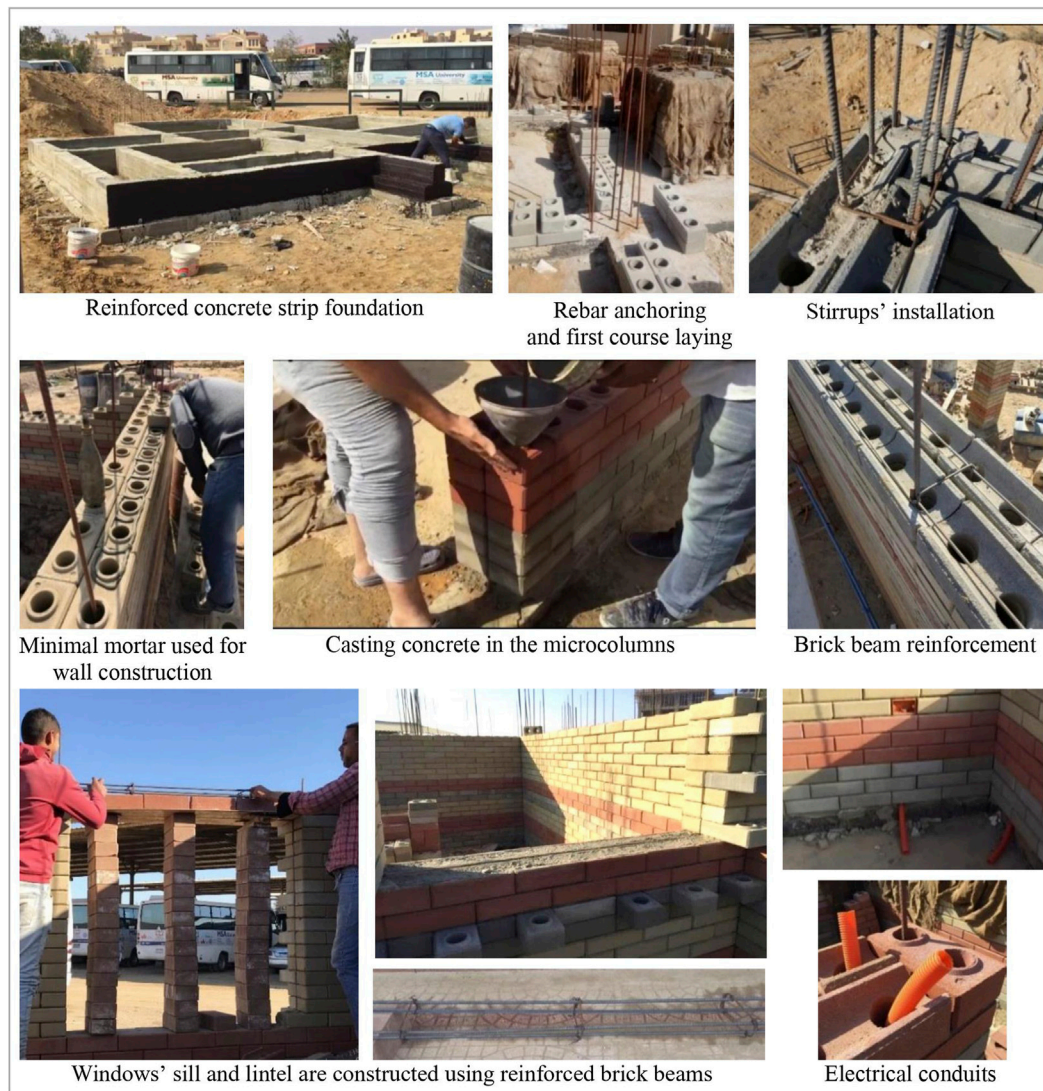 MSA University
MSA University
Reinforced concrete strip foundation
Rebar anchoring
and first course laying
Stirrups’ installation
Minimal mortar used for
wall construction
Casting concrete in the microcolumns
Brick beam reinforcement
Windows’ sill and lintel are constructed using reinforced brick beams
Electrical conduits